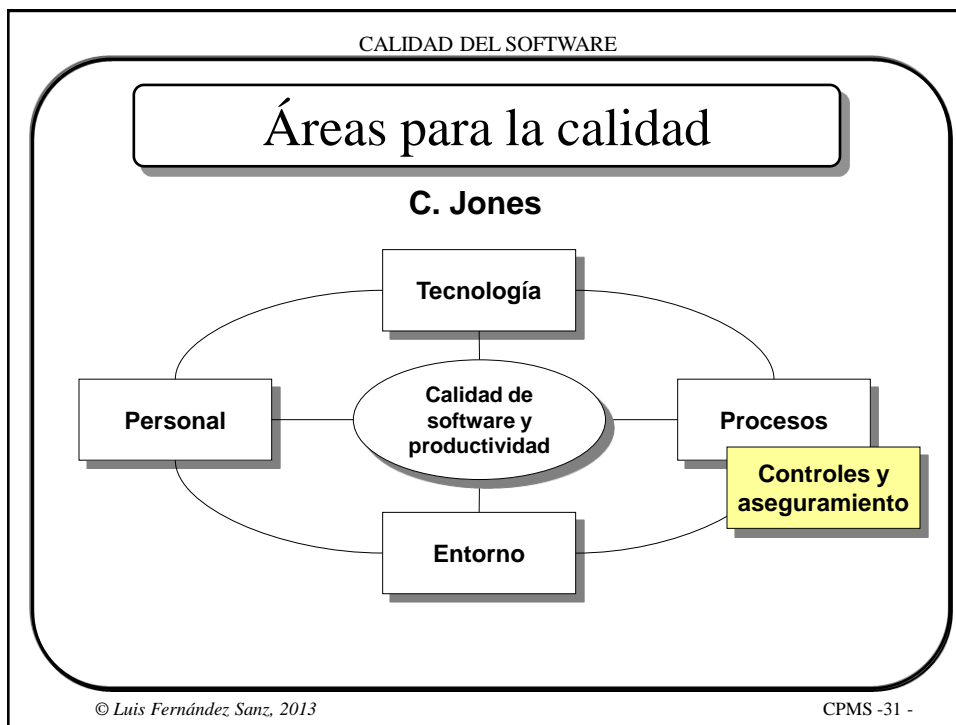 CALIDAD DEL SOFTWARE
Áreas para la calidad
C. Jones
Tecnología
Personal
Calidad de
software y
productividad
Procesos
Controles y
aseguramiento
Entorno
© Luis Fernández Sanz, 2013
CPMS -31 -